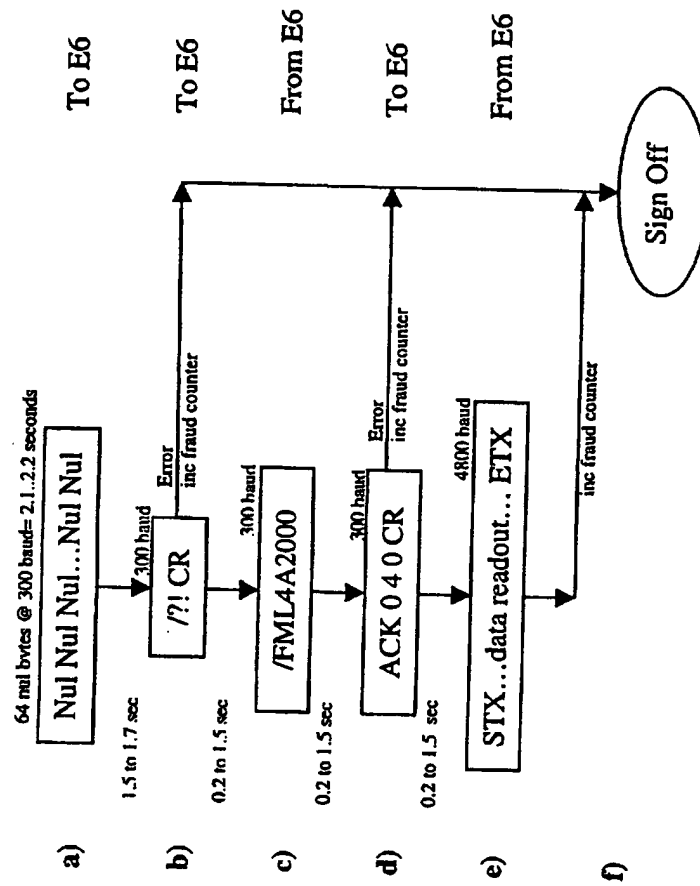 a)
64 nul bytes @ 300 baud= 2.1..2.2 seconds
Nul Nul Nul...Nul Nul
To E6
1.5 to 1.7 sec
b)
300 baud
/?! CR
Error
inc fraud counter
To E6
0.2 to 1.5 sec
c)
300 baud
/FML4A2000
From E6
0.2 to 1.5 sec
d)
300 baud
ACK 0 4 0 CR
Error
inc fraud counter
To E6
0.2 to 1.5 sec
e)
4800 baud
STX...data readout... ETX
From E6
f)
inc fraud counter
Sign Off